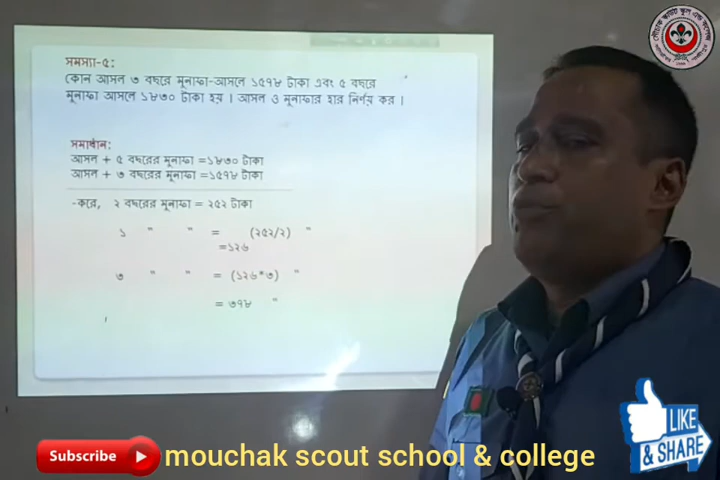 সমস্যা-৫:
কোন আসল ৩ বছরে মুনাফা-আসলে ১৫৭৮ টাকা এবং ৫ বছরে
মুনাফা আসলে ১৮৩০ টাকা হয় । আসল ও মুনাফার হার নির্ণয় কর ।
সমাধান:
আসল + ৫ বছরের মুনাফা =১৮৩০ টাকা
আসল + ৩ বছরের মুনাফা =১৫৭৮ টাকা
-করে, ২ বছরের মুনাফা = ২৫২ টাকা
১ " " = (২৫২/২) "
=১২৬
৩ " " = (১২৬*৩) "
= ৩৭৮ "
LIKE
& SHARE
Subscribe mouchak scout school & college